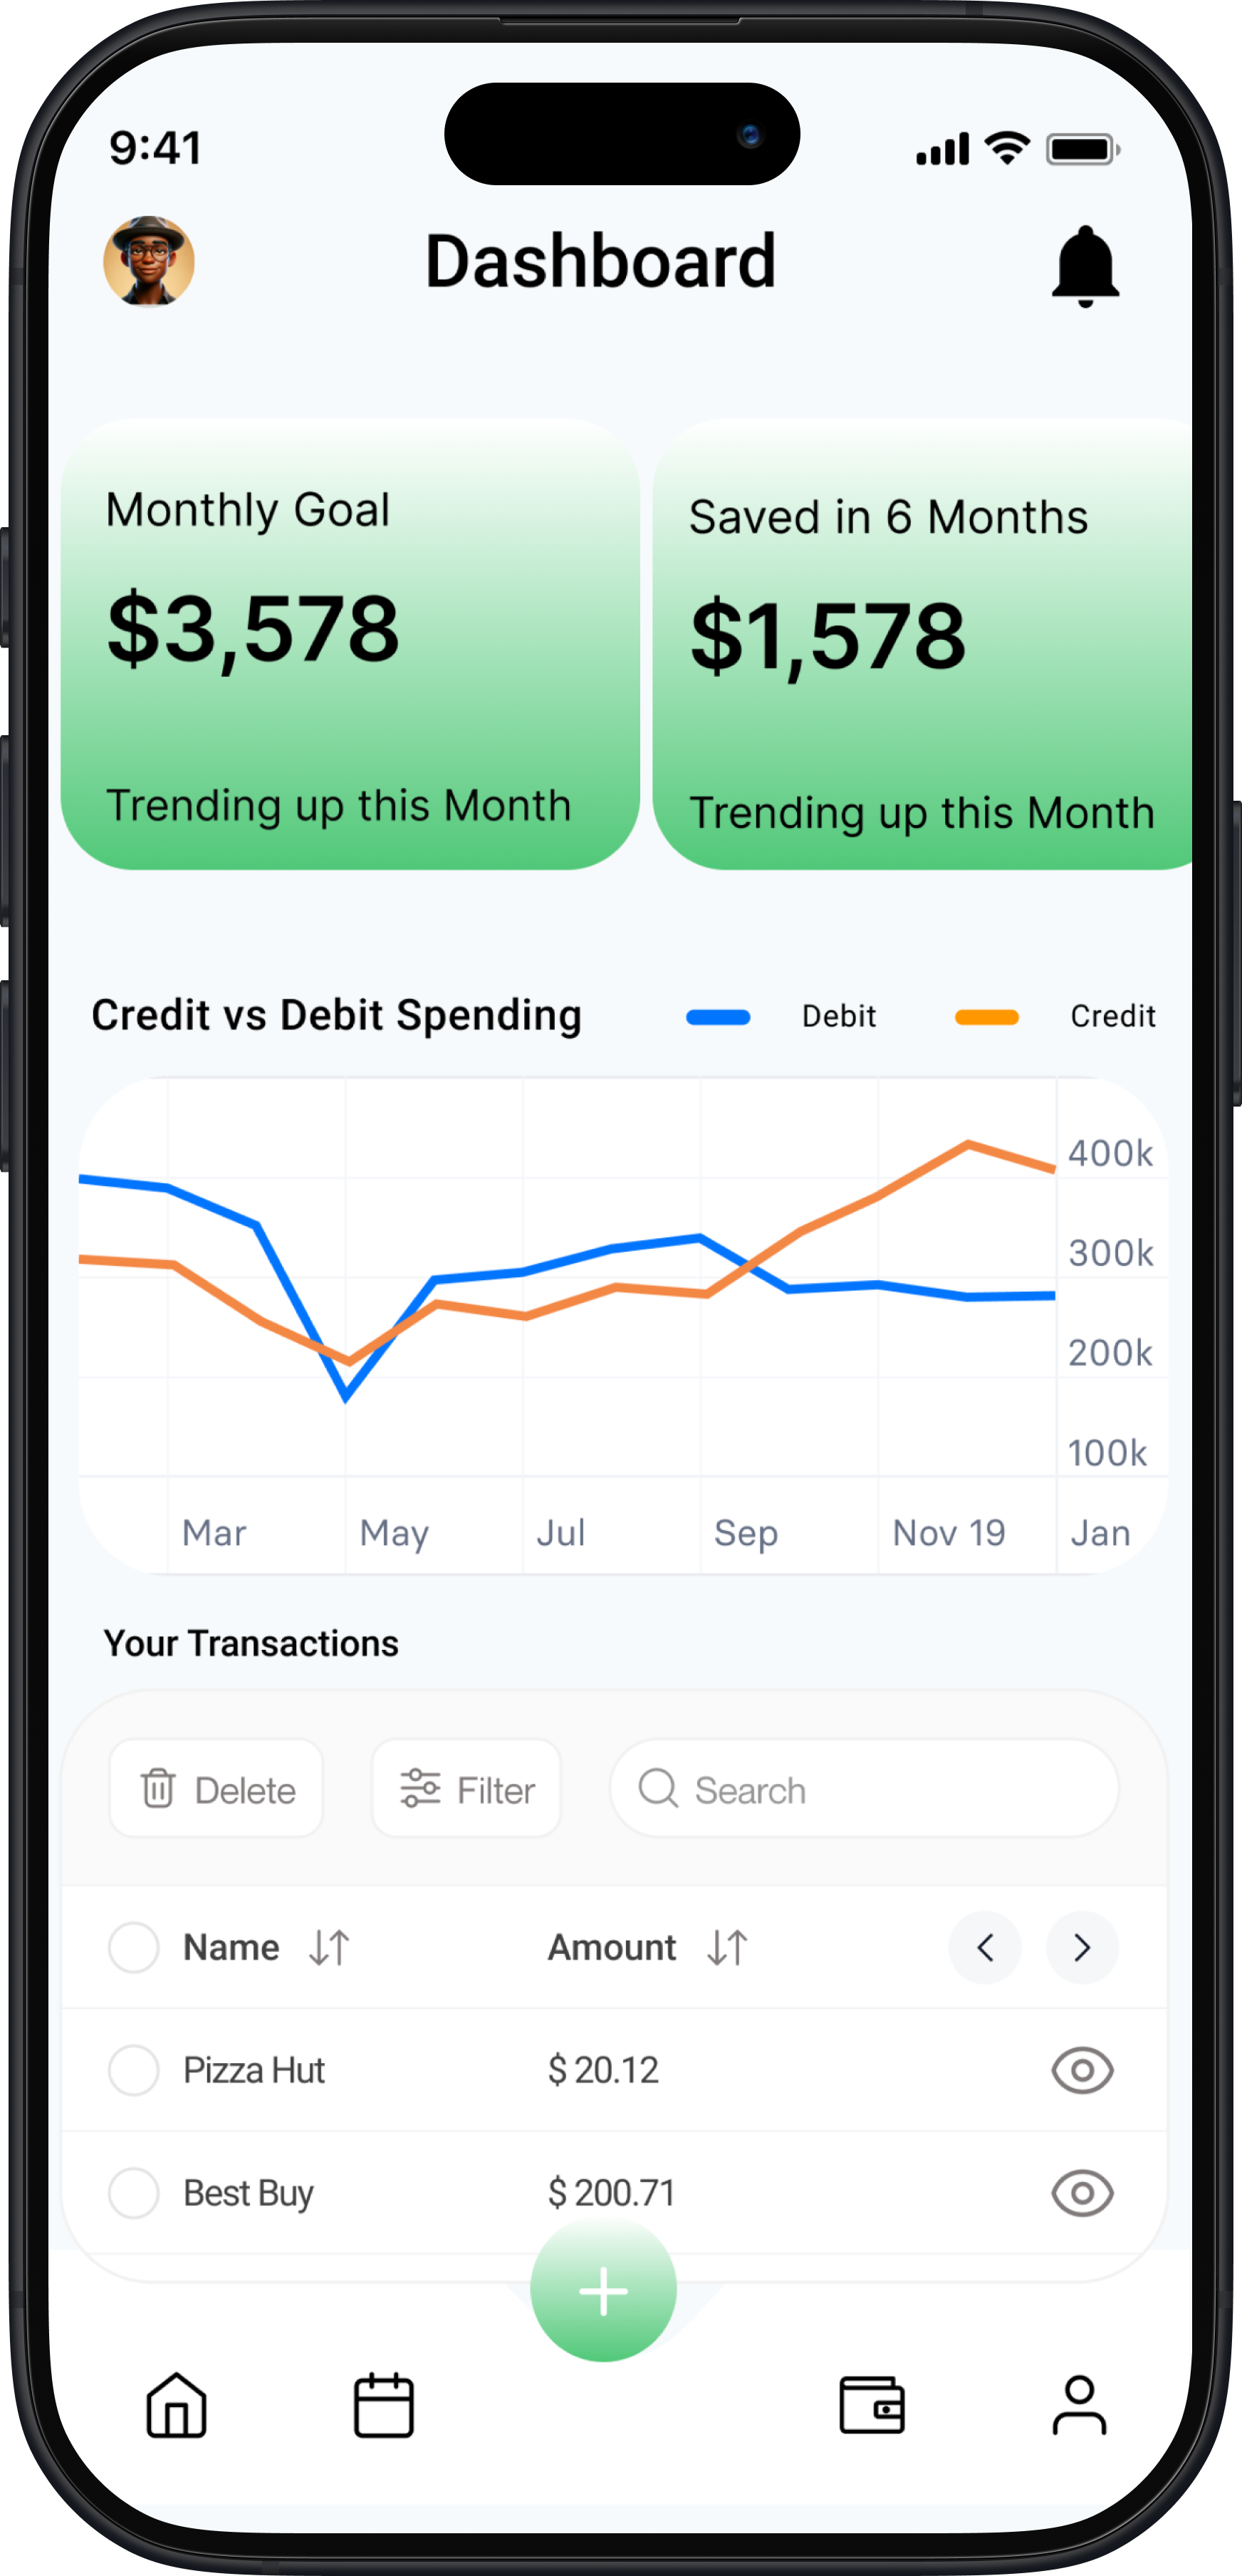 9:41
Dashboard
Monthly Goal
$3,578
Trending up this Month
Saved in 6 Months
$1,578
Trending up this Month
Credit vs Debit Spending
Debit
Credit
400k
300k
200k
100k
Mar May Jul Sep Nov 19 Jan
Your Transactions
Delete Filter Search
Name Amount
Pizza Hut $ 20.12
Best Buy $ 200.71